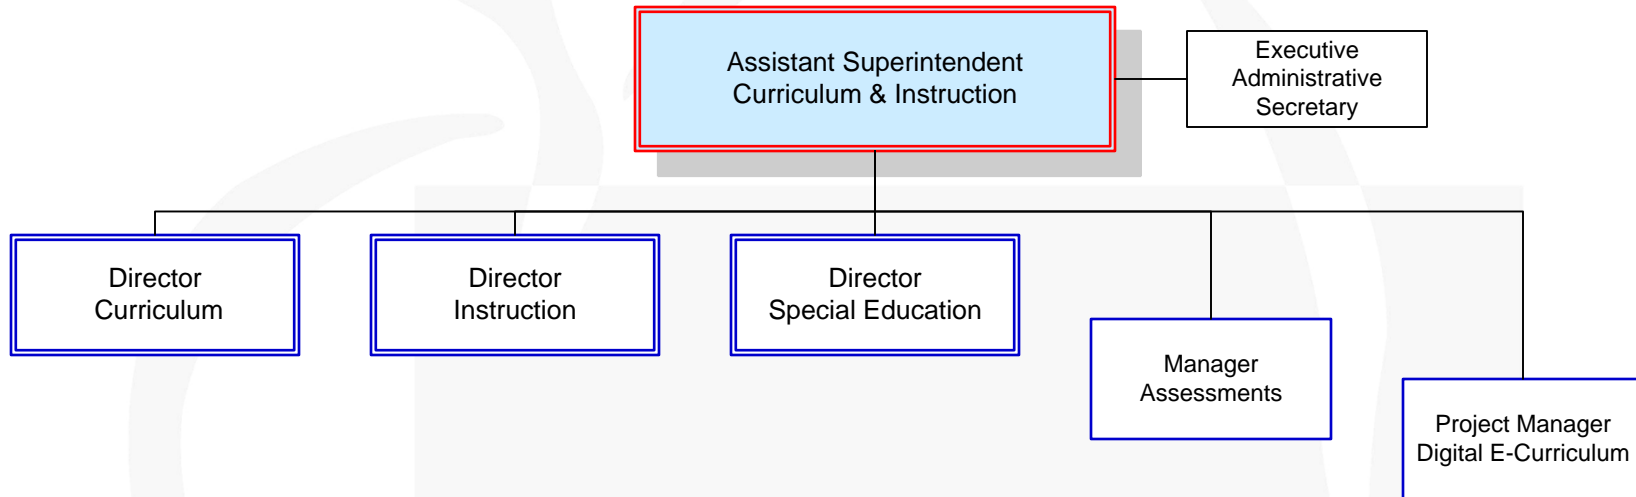 Assistant Superintendent
Curriculum & Instruction
Executive
Administrative
Secretary
Director
Curriculum
Director
Instruction
Director
Special Education
Manager
Assessments
Project Manager
Digital E-Curriculum